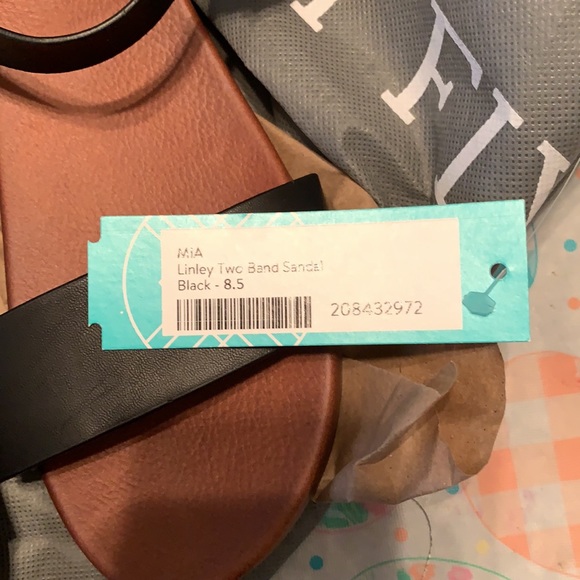 MiA
Linley Two Band Sandal
Black - 8.5
208432972